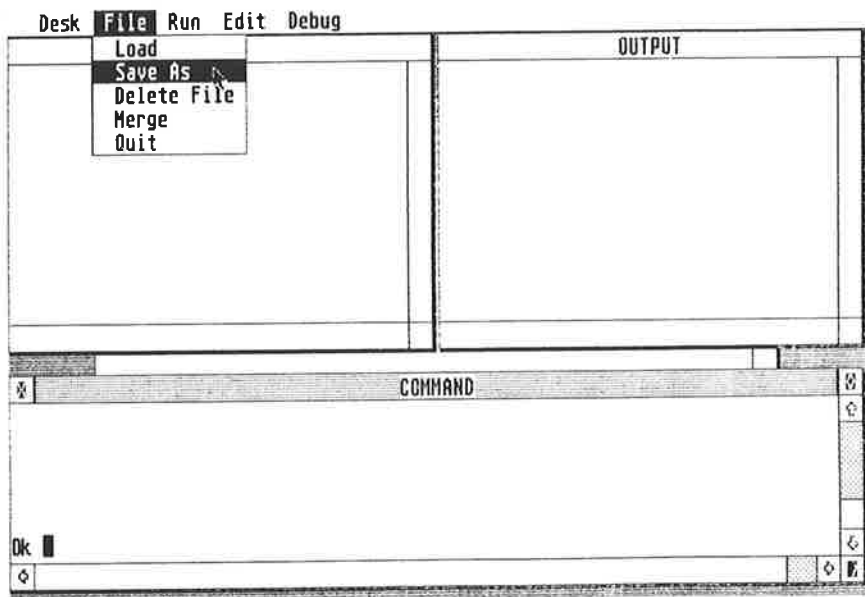 Desk File Run Edit Debug
Load
Save As
Delete File
Merge
Quit
OUTPUT
COMMAND
Ok